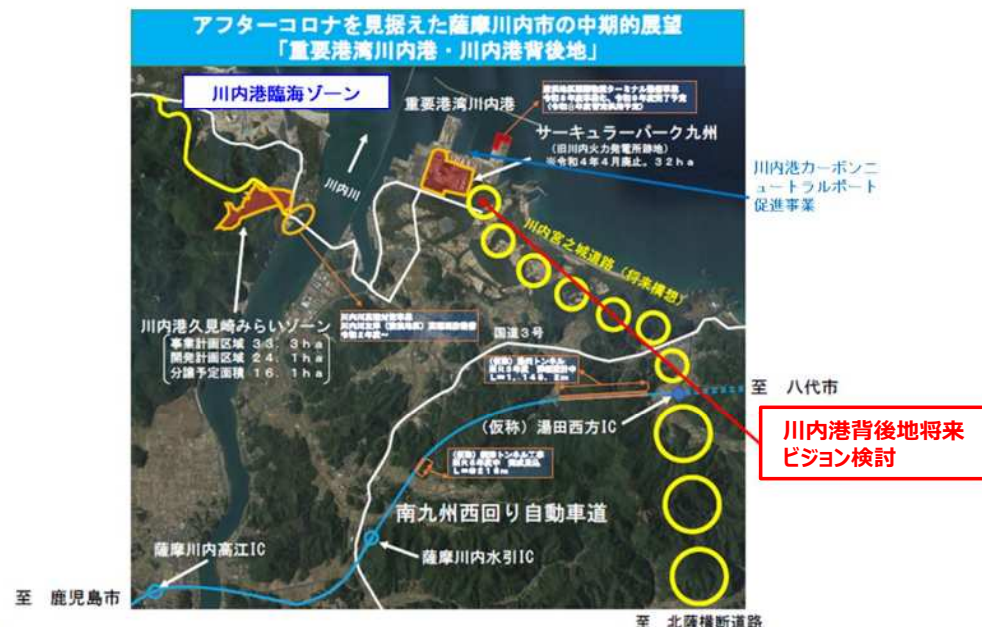 アフターコロナを見据えた薩摩川内市の中期的展望
「重要港湾川内港・川内港背後地」
川内港臨海ゾーン
重要港湾川内港
サーキュラーパーク九州
(旧川内火力発電所跡地)
※令和4年4月廃止、32ha
川内港カーボンニ
ュートラルポート
促進事業
川内川
川内宮之城道路(将来構想)
川内港久見崎みらいゾーン
事業計画区域 33.3ha
開発計画区域 24.1ha
分譲予定面積 16.1ha
国道3号
至 八代市
(仮称)湯田西方IC
川内港背後地将来
ビジョン検討
南九州西回り自動車道
薩摩川内高江IC
薩摩川内水引IC
至 鹿児島市
至 北薩横断道路